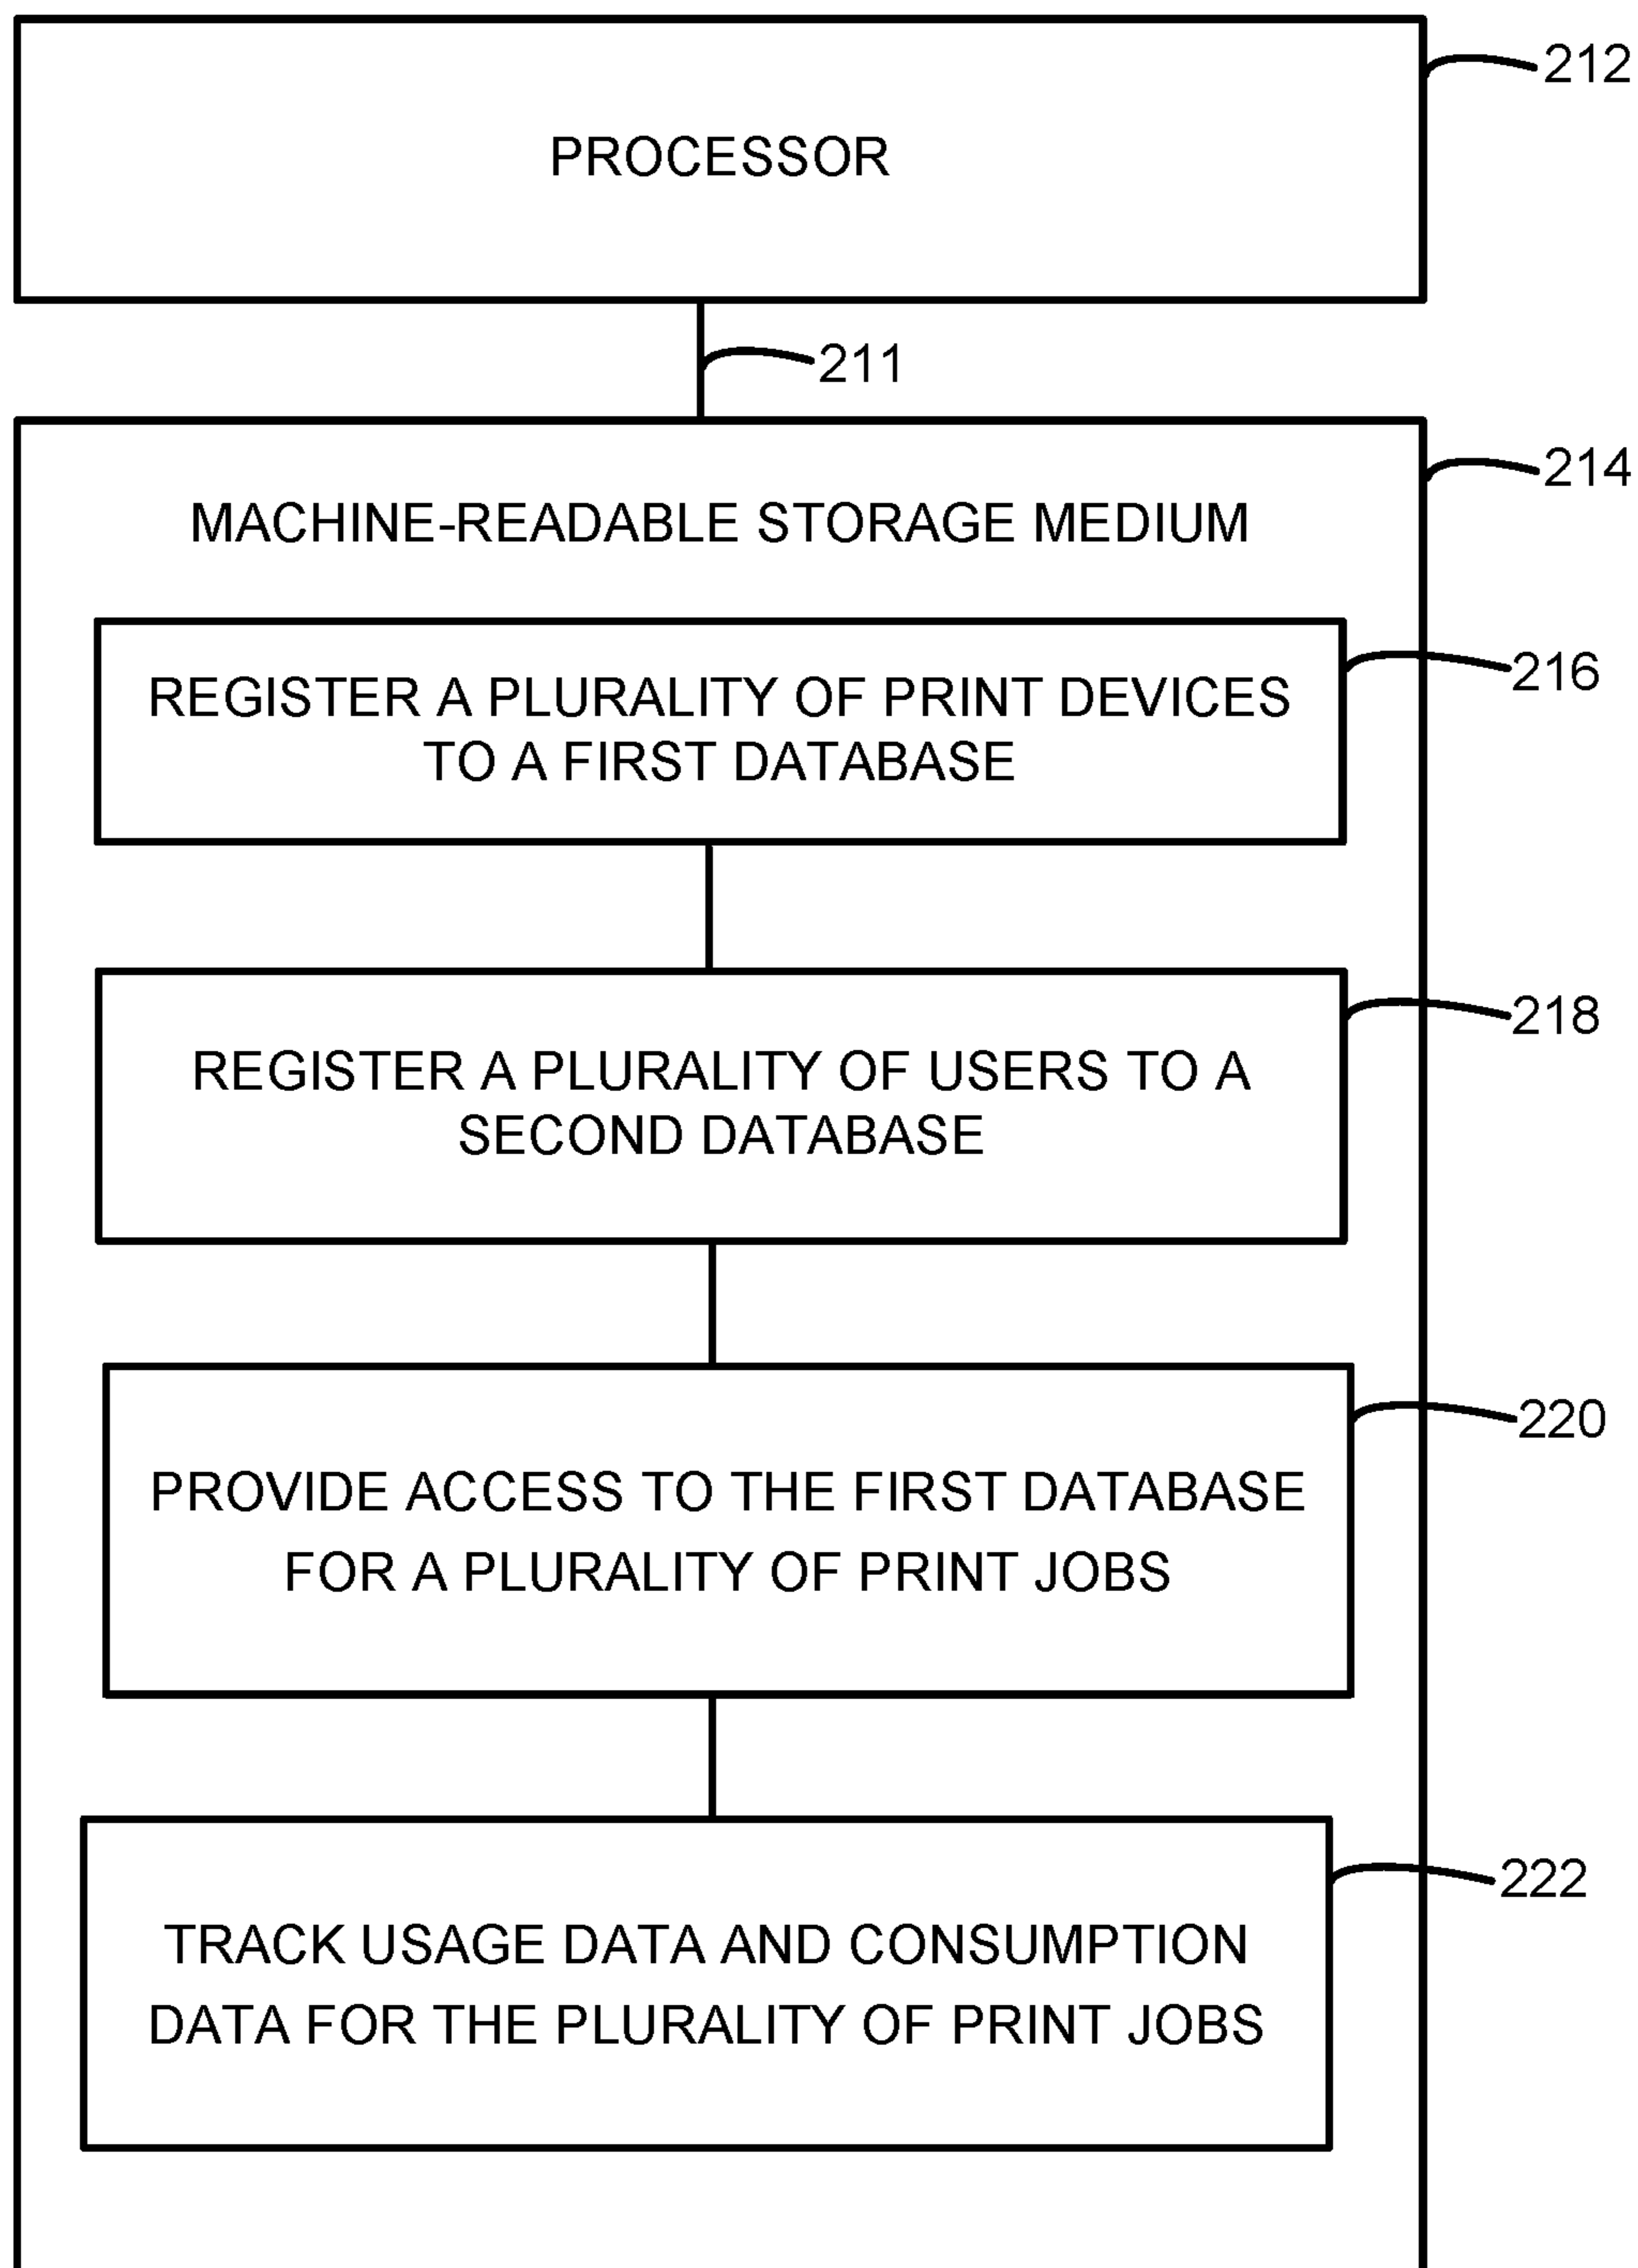 212
PROCESSOR
211
214
MACHINE-READABLE STORAGE MEDIUM
216
REGISTER A PLURALITY OF PRINT DEVICES
TO A FIRST DATABASE
218
REGISTER A PLURALITY OF USERS TO A
SECOND DATABASE
220
PROVIDE ACCESS TO THE FIRST DATABASE
FOR A PLURALITY OF PRINT JOBS
222
TRACK USAGE DATA AND CONSUMPTION
DATA FOR THE PLURALITY OF PRINT JOBS